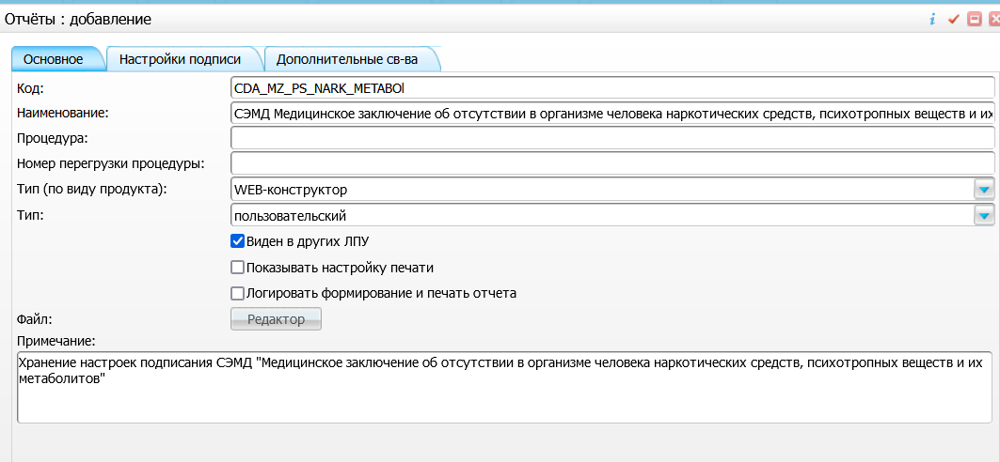 Отчёты : добавление
Основное
Настройки подписи
Дополнительные св-ва
Код:
CDA_MZ_PS_NARK_METABOl
Наименование:
СЭМД Медицинское заключение об отсутствии в организме человека наркотических средств, психотропных веществ и их
Процедура:
Номер перегрузки процедуры:
Тип (по виду продукта):
WEB-конструктор
Тип:
пользовательский
Виден в других ЛПУ
Показывать настройку печати
Логировать формирование и печать отчета
Файл:
Редактор
Примечание:
Хранение настроек подписания СЭМД "Медицинское заключение об отсутствии в организме человека наркотических средств, психотропных веществ и их
метаболитов"